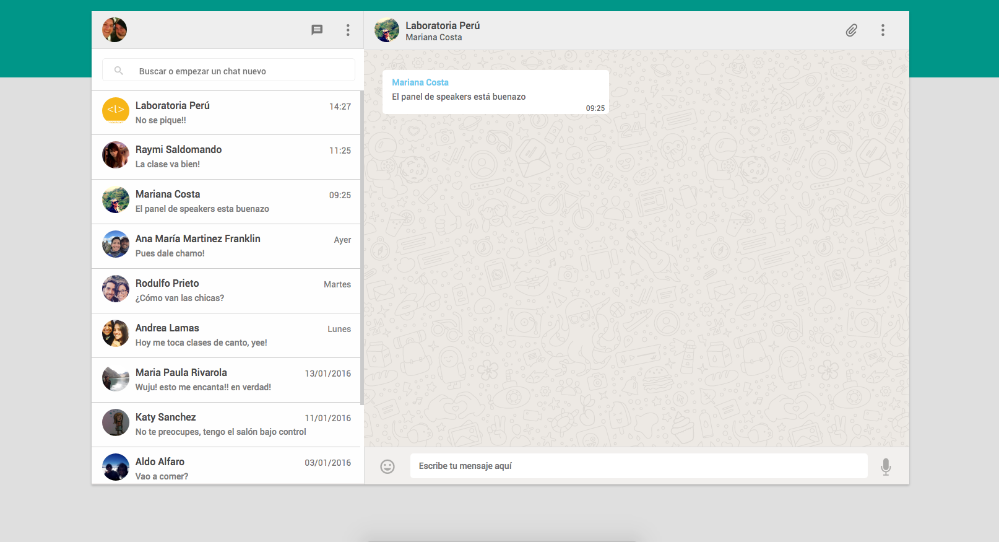 Buscar o empezar un chat nuevo
<l>
Laboratoria Perú
14:27
No se pique!!
Raymi Saldomando
11:25
La clase va bien!
Mariana Costa
09:25
El panel de speakers esta buenazo
Ana María Martinez Franklin
Ayer
Pues dale chamo!
Rodulfo Prieto
Martes
¿Cómo van las chicas?
Andrea Lamas
Lunes
Hoy me toca clases de canto, yee!
Maria Paula Rivarola
13/01/2016
Wuju! esto me encanta!! en verdad!
Katy Sanchez
11/01/2016
No te preocupes, tengo el salón bajo control
Aldo Alfaro
03/01/2016
Vao a comer?
Laboratoria Perú
Mariana Costa
Mariana Costa
El panel de speakers está buenazo
09:25
24
Escribe tu mensaje aquí